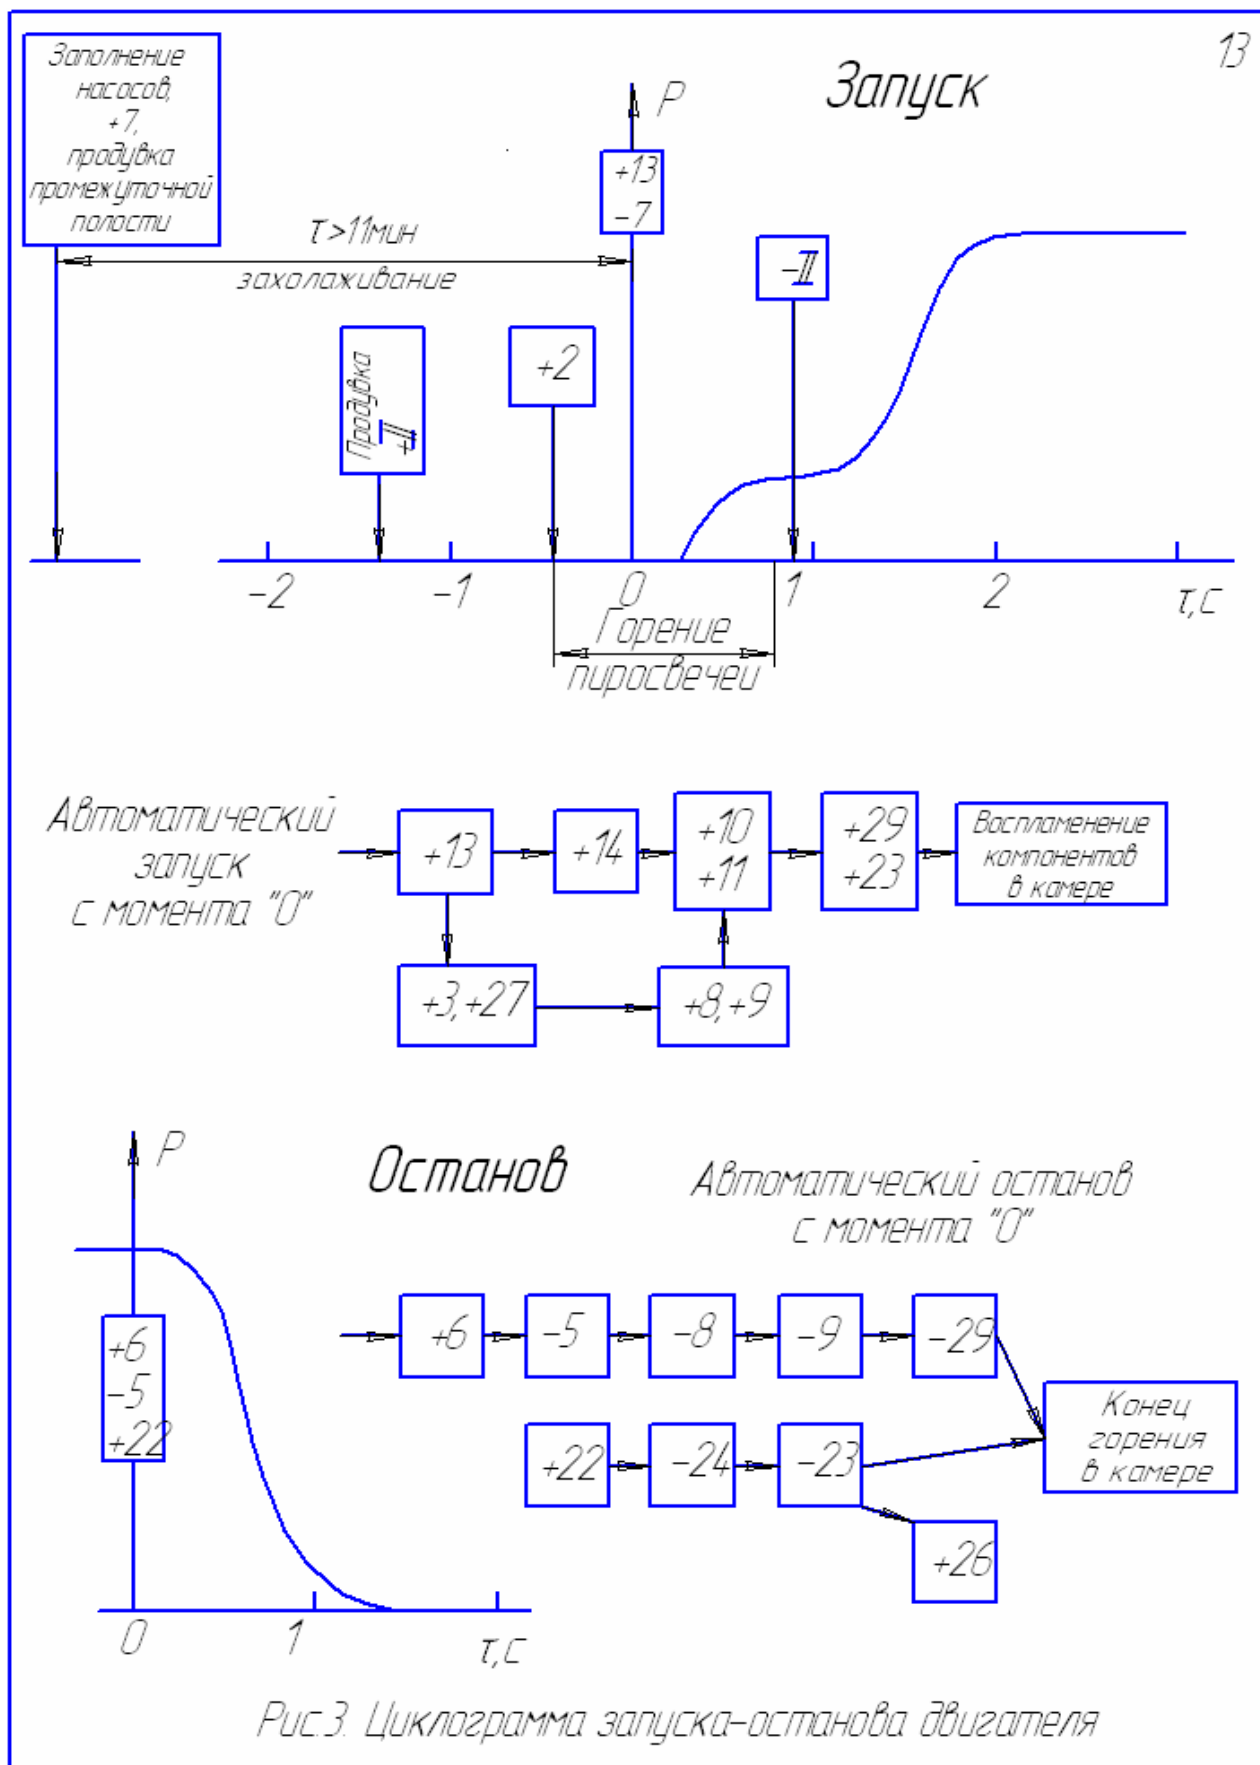 13
Заполнение
насосов,
+7,
продувка
промежуточной
полости
Запуск
P
+13
-7
τ>11мин
захолаживание
-II
Продувка
+II
+2
-2
-1
0
1
2
τ,с
Горение
пиросвечей
Автоматический
запуск
с момента "0"
+13
+14
+10
+11
+29
+23
Воспламенение
компонентов
в камере
+3,+27
+8,+9
P
Останов
Автоматический останов
с момента "0"
+6
-5
+22
+6
-5
-8
-9
-29
+22
-24
-23
Конец
горения
в камере
+26
0
1
τ,с
Рис.3. Циклограмма запуска-останова двигателя